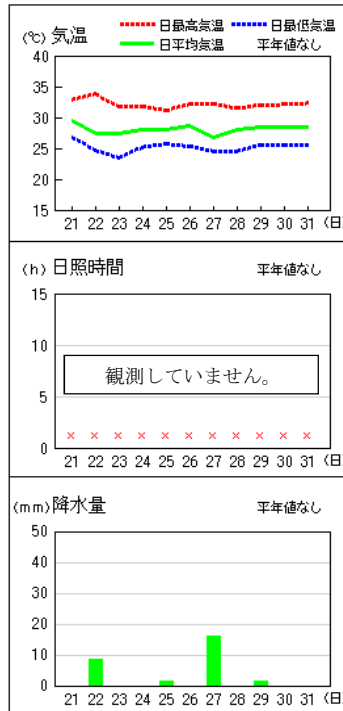 (℃) 気温 日最高気温 日最低気温
日平均気温 平年値なし
40
35
30
25
20
15
21 22 23 24 25 26 27 28 29 30 31 (日
(h) 日照時間 平年値なし
15
10
観測していません。
5
0
× × × × × × × × × × ×
21 22 23 24 25 26 27 28 29 30 31 (日
(mm) 降水量 平年値なし
50
40
30
20
10
0
21 22 23 24 25 26 27 28 29 30 31 (日